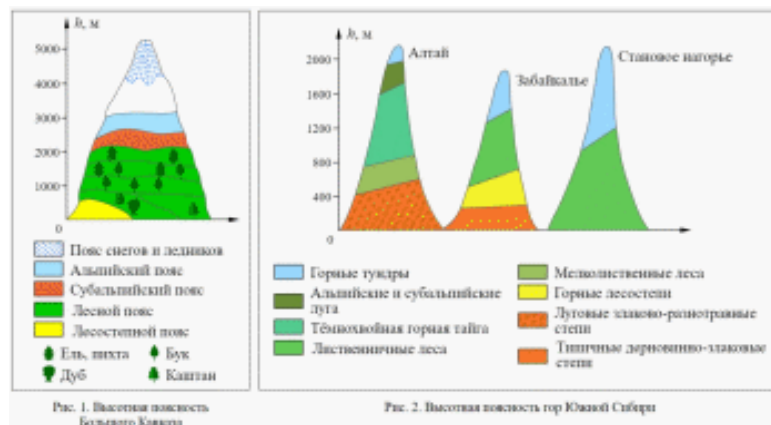 h, м
5000
4000
3000
2000
1000
0
Пояс снегов и ледников
Альпийский пояс
Субальпийский пояс
Лесной пояс
Лесостепной пояс
Ель, пихта
Бук
Дуб
Каштан
Рис. 1. Высотная поясность
Большого Кавказа
h, м
Алтай
Забайкалье
Становое нагорье
2000
1600
1200
800
400
0
Горные тундры
Альпийские и субальпийские
луга
Тёмнохвойная горная тайга
Лиственничные леса
Мелколиственные леса
Горные лесостепи
Луговые злаково-разнотравные
степи
Типичные дерновинно-злаковые
степи
Рис. 2. Высотная поясность гор Южной Сибири